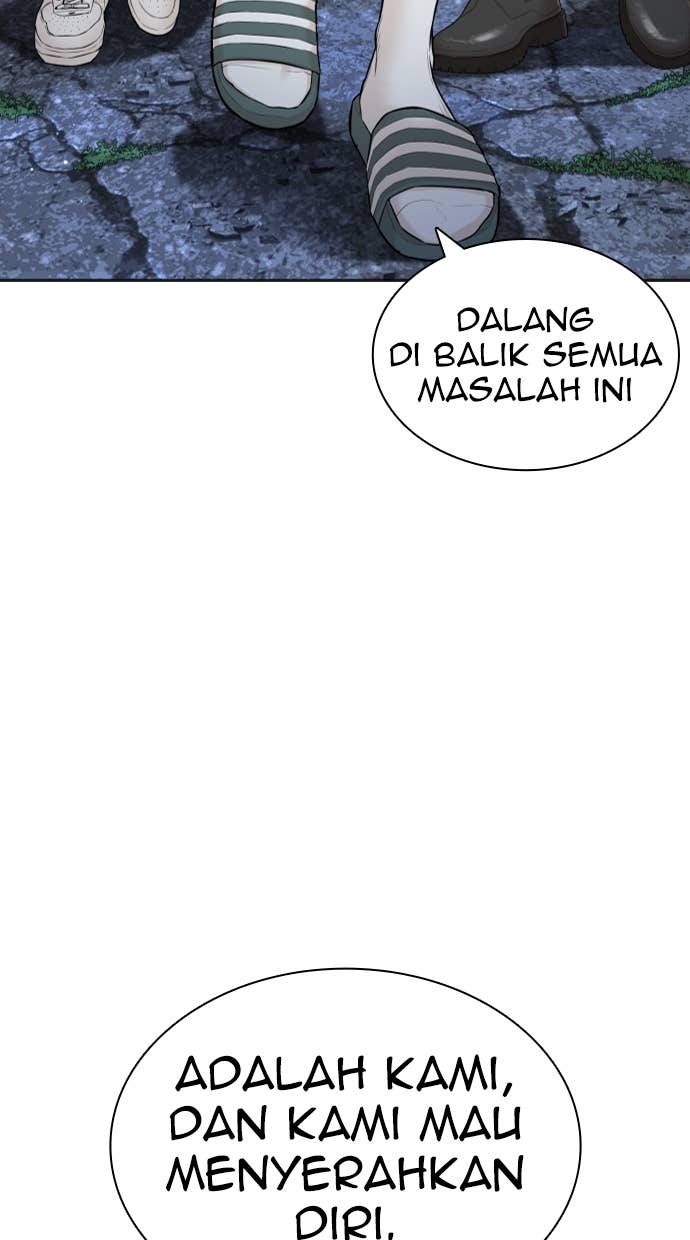 DALANG
DI BALIK SEMUA
MASALAH INI
ADALAH KAMI,
DAN KAMI MAU
MENYERAHKAN
DIRI.